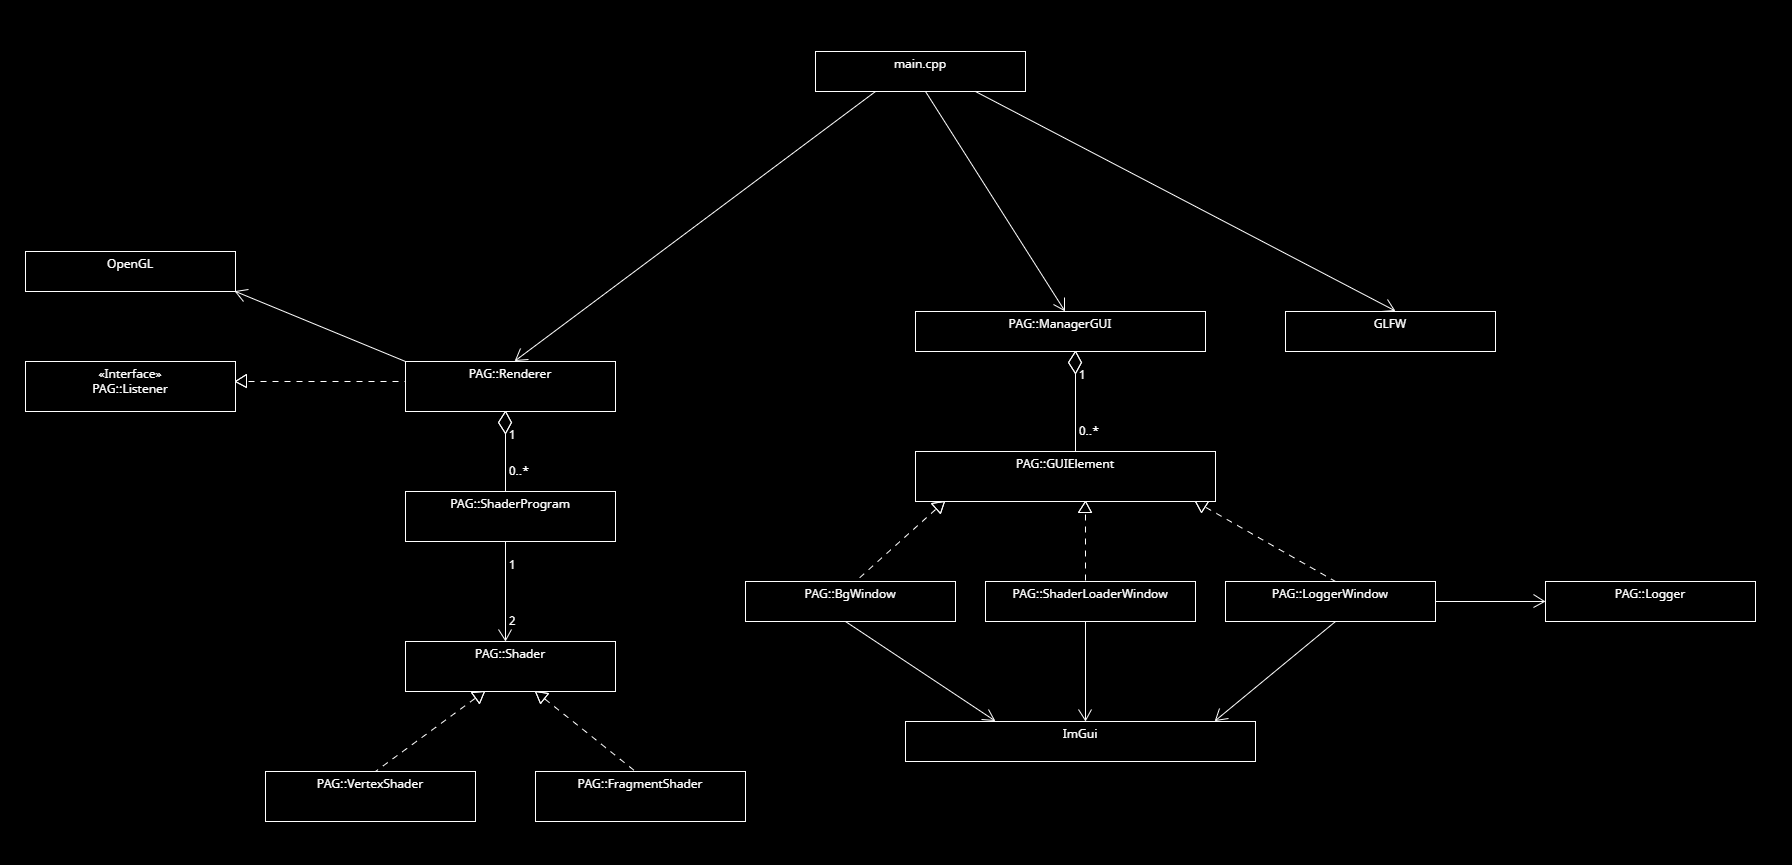 main.cpp
OpenGL
PAG::ManagerGUI
GLFW
«Interface»
PAG::Listener
PAG::Renderer
1
1
0..*
0..*
PAG::GUIElement
PAG::ShaderProgram
1
PAG::BgWindow
PAG::ShaderLoaderWindow
PAG::LoggerWindow
PAG::Logger
2
PAG::Shader
ImGui
PAG::VertexShader
PAG::FragmentShader